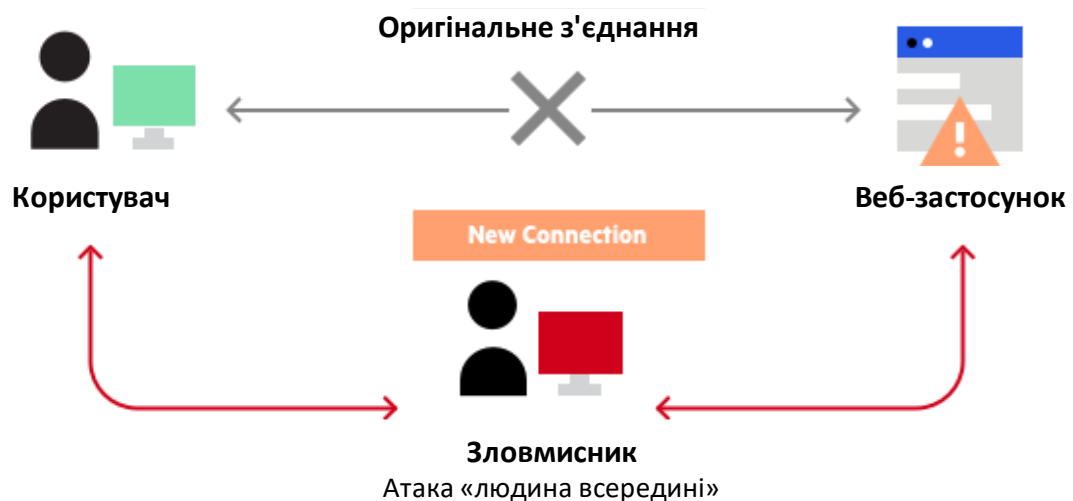 Оригінальне з'єднання
Користувач
Веб-застосунок
New Connection
Зловмисник
Атака «людина всередині»